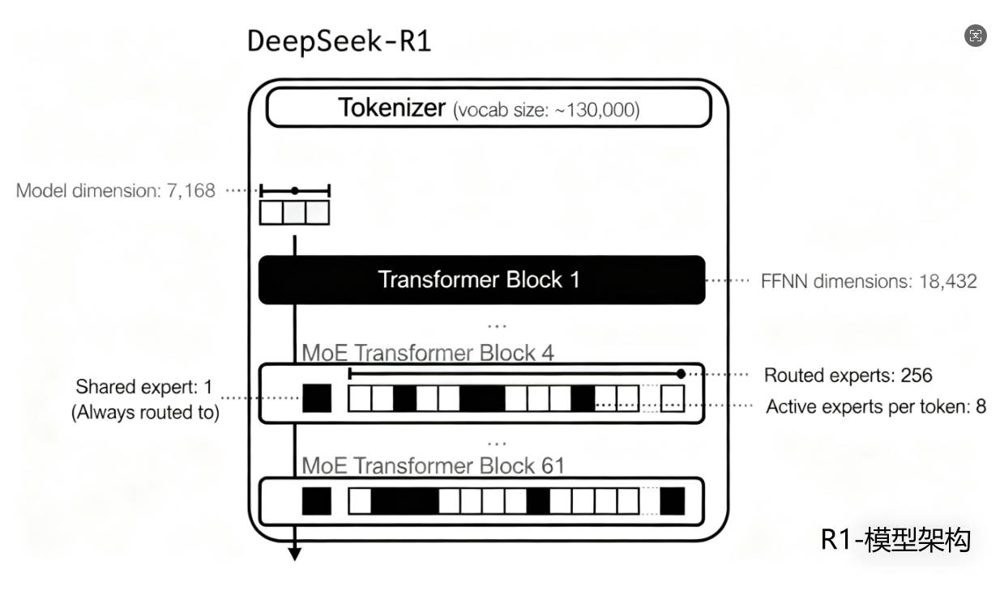 DeepSeek-R1
Tokenizer (vocab size: ~130,000)
Model dimension: 7,168
Transformer Block 1
FFNN dimensions: 18,432
...
MoE Transformer Block 4
Shared expert: 1
(Always routed to)
Routed experts: 256
Active experts per token: 8
...
MoE Transformer Block 61
R1-模型架构